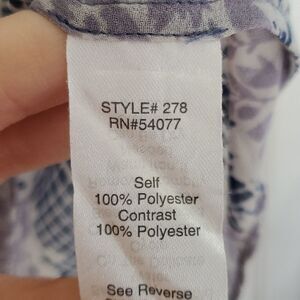 STYLE# 278
RN#54077
Self
100% Polyester
Contrast
100% Polyester
See Reverse